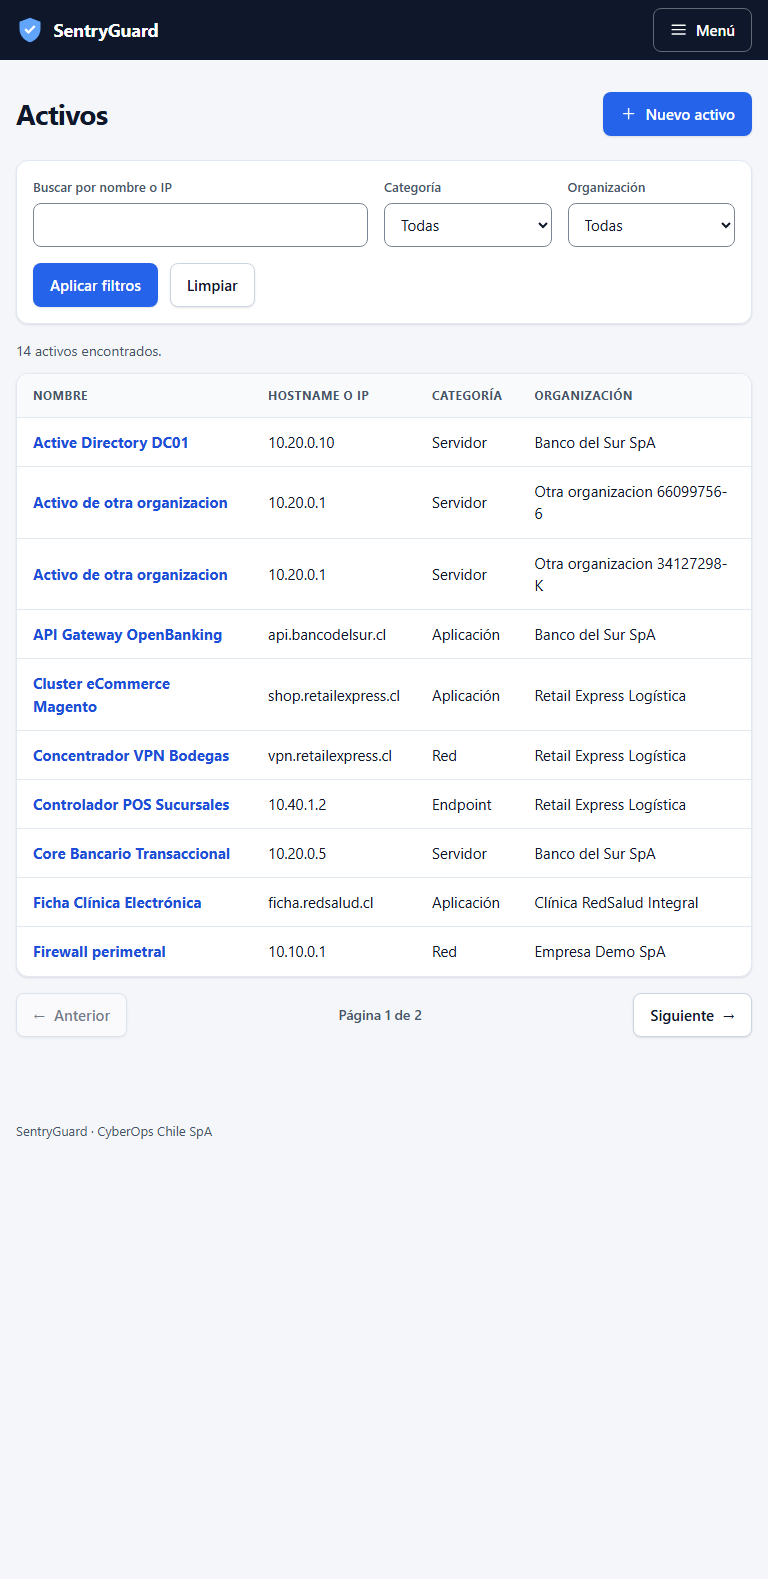 SentryGuard
Menú
Activos
Nuevo activo
Buscar por nombre o IP
Categoría
Organización
Todas
Todas
Aplicar filtros
Limpiar
14 activos encontrados.
NOMBRE HOSTNAME O IP CATEGORÍA ORGANIZACIÓN
Active Directory DC01 10.20.0.10 Servidor Banco del Sur SpA
Activo de otra organizacion 10.20.0.1 Servidor Otra organizacion 66099756-
6
Activo de otra organizacion 10.20.0.1 Servidor Otra organizacion 34127298-
K
API Gateway OpenBanking api.bancodelsur.cl Aplicación Banco del Sur SpA
Cluster eCommerce
Magento shop.retailexpress.cl Aplicación Retail Express Logística
Concentrador VPN Bodegas vpn.retailexpress.cl Red Retail Express Logística
Controlador POS Sucursales 10.40.1.2 Endpoint Retail Express Logística
Core Bancario Transaccional 10.20.0.5 Servidor Banco del Sur SpA
Ficha Clínica Electrónica ficha.redsalud.cl Aplicación Clínica RedSalud Integral
Firewall perimetral 10.10.0.1 Red Empresa Demo SpA
← Anterior
Página 1 de 2
Siguiente →
SentryGuard · CyberOps Chile SpA